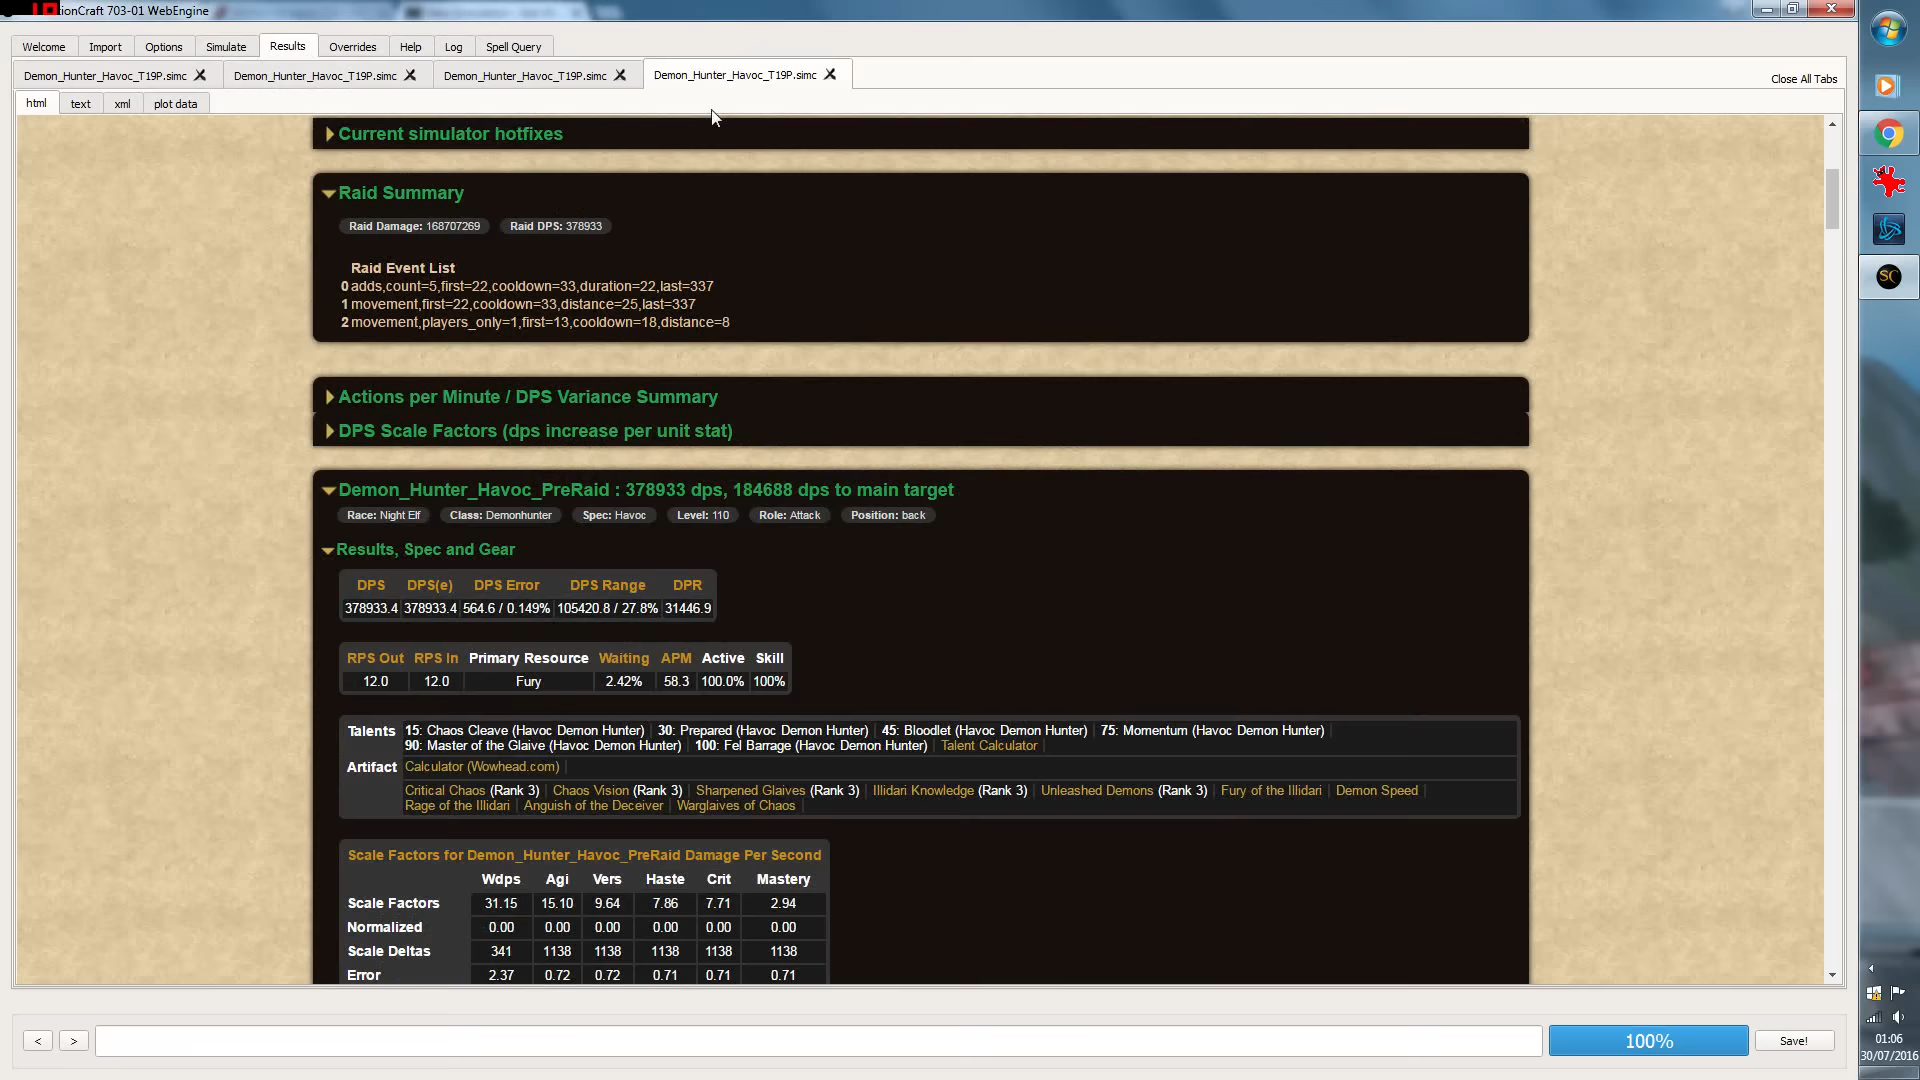 tionCraft 703-01 WebEngine
Welcome Import Options Simulate Results Overrides Help Log Spell Query
Demon_Hunter_Havoc_T19P.simc Demon_Hunter_Havoc_T19P.simc Demon_Hunter_Havoc_T19P.simc Demon_Hunter_Havoc_T19P.simc Close All Tabs
html text xml plot data
Current simulator hotfixes
Raid Summary
Raid Damage: 168707269 Raid DPS: 378933
Raid Event List
0 adds,count=5,first=22,cooldown=33,duration=22,last=337
1 movement,first=22,cooldown=33,distance=25,last=337
2 movement,players_only=1,first=13,cooldown=18,distance=8
Actions per Minute / DPS Variance Summary
DPS Scale Factors (dps increase per unit stat)
Demon_Hunter_Havoc_PreRaid : 378933 dps, 184688 dps to main target
Race: Night Elf Class: Demonhunter Spec: Havoc Level: 110 Role: Attack Position: back
Results, Spec and Gear
DPS DPS(e) DPS Error DPS Range DPR
378933.4 378933.4 564.6 / 0.149% 105420.8 / 27.8% 31446.9
RPS Out RPS In Primary Resource Waiting APM Active Skill
12.0 12.0 Fury 2.42% 58.3 100.0% 100%
Talents 15: Chaos Cleave (Havoc Demon Hunter) | 30: Prepared (Havoc Demon Hunter) | 45: Bloodlet (Havoc Demon Hunter) | 75: Momentum (Havoc Demon Hunter) |
90: Master of the Glaive (Havoc Demon Hunter) | 100: Fel Barrage (Havoc Demon Hunter) | Talent Calculator |
Artifact Calculator (Wowhead.com) |
Critical Chaos (Rank 3) | Chaos Vision (Rank 3) | Sharpened Glaives (Rank 3) | Illidari Knowledge (Rank 3) | Unleashed Demons (Rank 3) | Fury of the Illidari | Demon Speed |
Rage of the Illidari | Anguish of the Deceiver | Warglaives of Chaos |
Scale Factors for Demon_Hunter_Havoc_PreRaid Damage Per Second
Wdps Agi Vers Haste Crit Mastery
Scale Factors 31.15 15.10 9.64 7.86 7.71 2.94
Normalized 0.00 0.00 0.00 0.00 0.00 0.00
Scale Deltas 341 1138 1138 1138 1138 1138
Error 2.37 0.72 0.72 0.71 0.71 0.71
< > 100% Save!
SC
01:06
30/07/2016